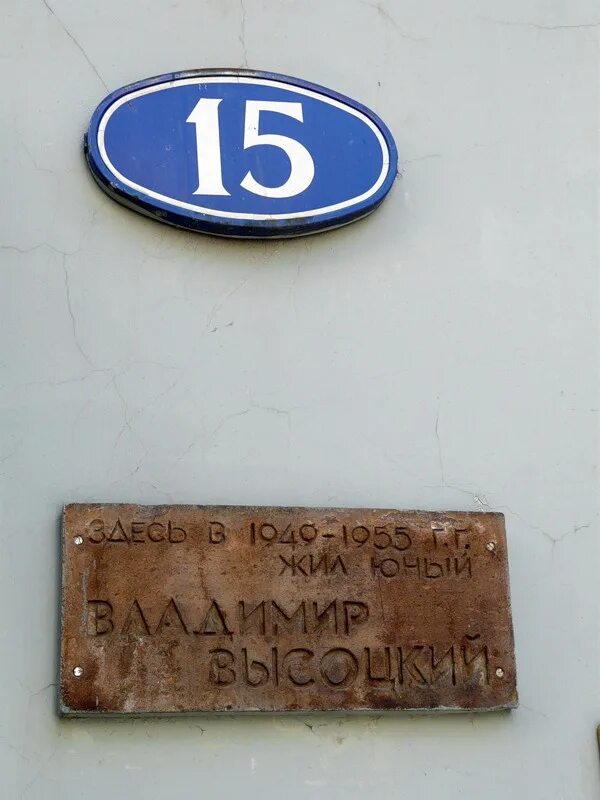 15
ЗДЕСЬ В 1949-1955 Г.Г.
ЖИЛ ЮНЫЙ
ВЛАДИМИР
ВЫСОЦКИЙ